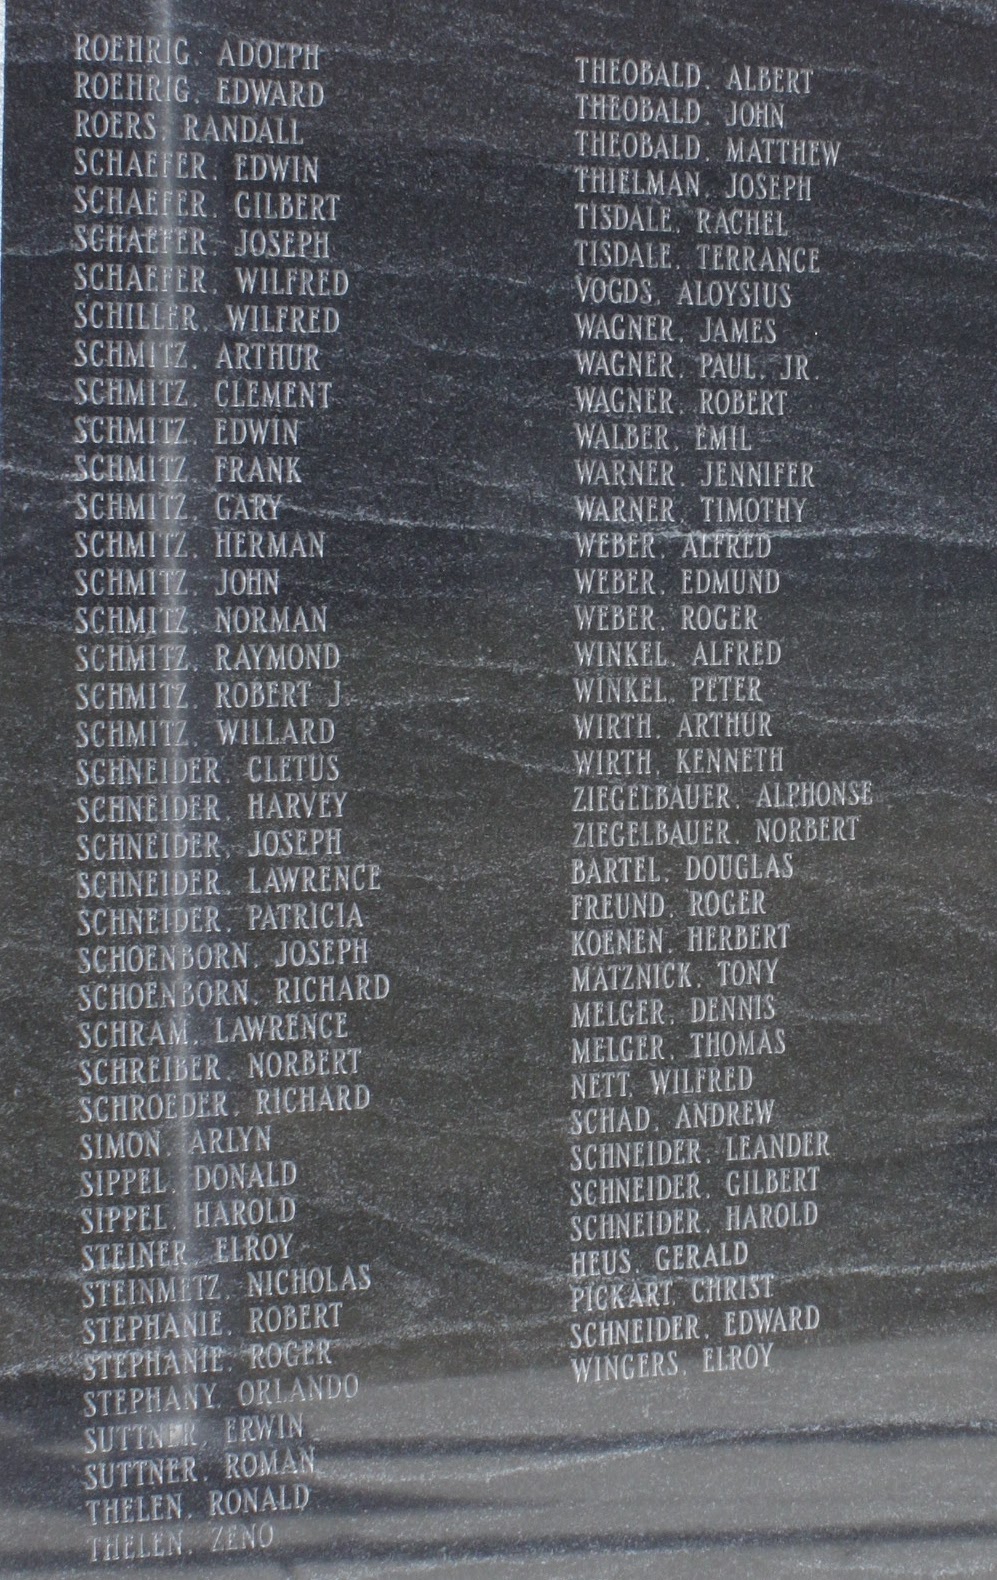 ROEHRIG, ADOLPH
ROEHRIG, EDWARD
ROERS, RANDALL
SCHAEFER, EDWIN
SCHAEFER, GILBERT
SCHAEFER, JOSEPH
SCHAEFER, WILFRED
SCHILLER, WILFRED
SCHMITZ, ARTHUR
SCHMITZ, CLEMENT
SCHMITZ, EDWIN
SCHMITZ, FRANK
SCHMITZ, GARY
SCHMITZ, HERMAN
SCHMITZ, JOHN
SCHMITZ, NORMAN
SCHMITZ, RAYMOND
SCHMITZ, ROBERT J.
SCHMITZ, WILLARD
SCHNEIDER, CLETUS
SCHNEIDER, HARVEY
SCHNEIDER, JOSEPH
SCHNEIDER, LAWRENCE
SCHNEIDER, PATRICIA
SCHOENBORN, JOSEPH
SCHOENBORN, RICHARD
SCHRAM, LAWRENCE
SCHREIBER, NORBERT
SCHROEDER, RICHARD
SIMON, ARLYN
SIPPEL, DONALD
SIPPEL, HAROLD
STEINER, ELROY
STEINMETZ, NICHOLAS
STEPHANIE, ROBERT
STEPHANIE, ROGER
STEPHANY, ORLANDO
SUTTNER, ERWIN
SUTTNER, ROMAN
THELEN, RONALD
THELEN, ZENO
THEOBALD, ALBERT
THEOBALD, JOHN
THEOBALD, MATTHEW
THIELMAN, JOSEPH
TISDALE, RACHEL
TISDALE, TERRANCE
VOGDS, ALOYSIUS
WAGNER, JAMES
WAGNER, PAUL, JR.
WAGNER, ROBERT
WALBER, EMIL
WARNER, JENNIFER
WARNER, TIMOTHY
WEBER, ALFRED
WEBER, EDMUND
WEBER, ROGER
WINKEL, ALFRED
WINKEL, PETER
WIRTH, ARTHUR
WIRTH, KENNETH
ZIEGELBAUER, ALPHONSE
ZIEGELBAUER, NORBERT
BARTEL, DOUGLAS
FREUND, ROGER
KOENEN, HERBERT
MATZNICK, TONY
MELGER, DENNIS
MELGER, THOMAS
NETT, WILFRED
SCHAD, ANDREW
SCHNEIDER, LEANDER
SCHNEIDER, GILBERT
SCHNEIDER, HAROLD
HEUS, GERALD
PICKART, CHRIST
SCHNEIDER, EDWARD
WINGERS, ELROY